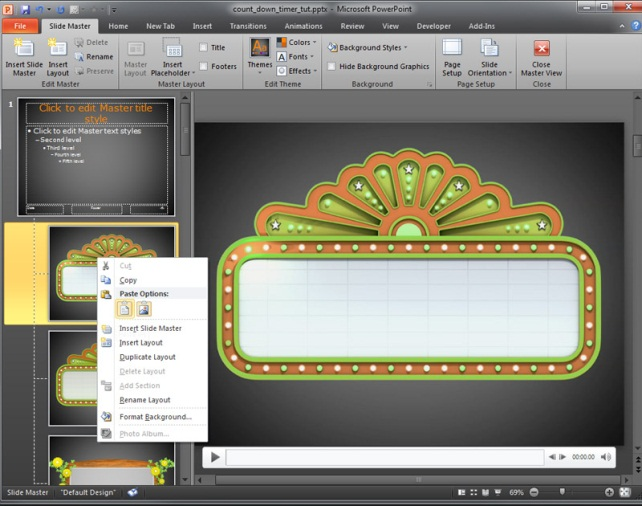 count_down_timer_tut.pptx - Microsoft PowerPoint
File Slide Master Home New Tab Insert Transitions Animations Review View Developer Add-Ins
Insert Slide Master
Insert Layout
Delete
Rename
Preserve
Edit Master
Master Layout
Insert Placeholder
Title
Footers
Master Layout
Themes
Colors
Fonts
Effects
Edit Theme
Background Styles
Hide Background Graphics
Background
Page Setup
Slide Orientation
Page Setup
Close Master View
Close
1
Click to edit Master title style
• Click to edit Master text styles
– Second level
• Third level
– Fourth level
» Fifth level
Cut
Copy
Paste Options:
Insert Slide Master
Insert Layout
Duplicate Layout
Delete Layout
Add Section
Rename Layout
Format Background...
Photo Album...
00:00.00
Slide Master "Default Design" 69%